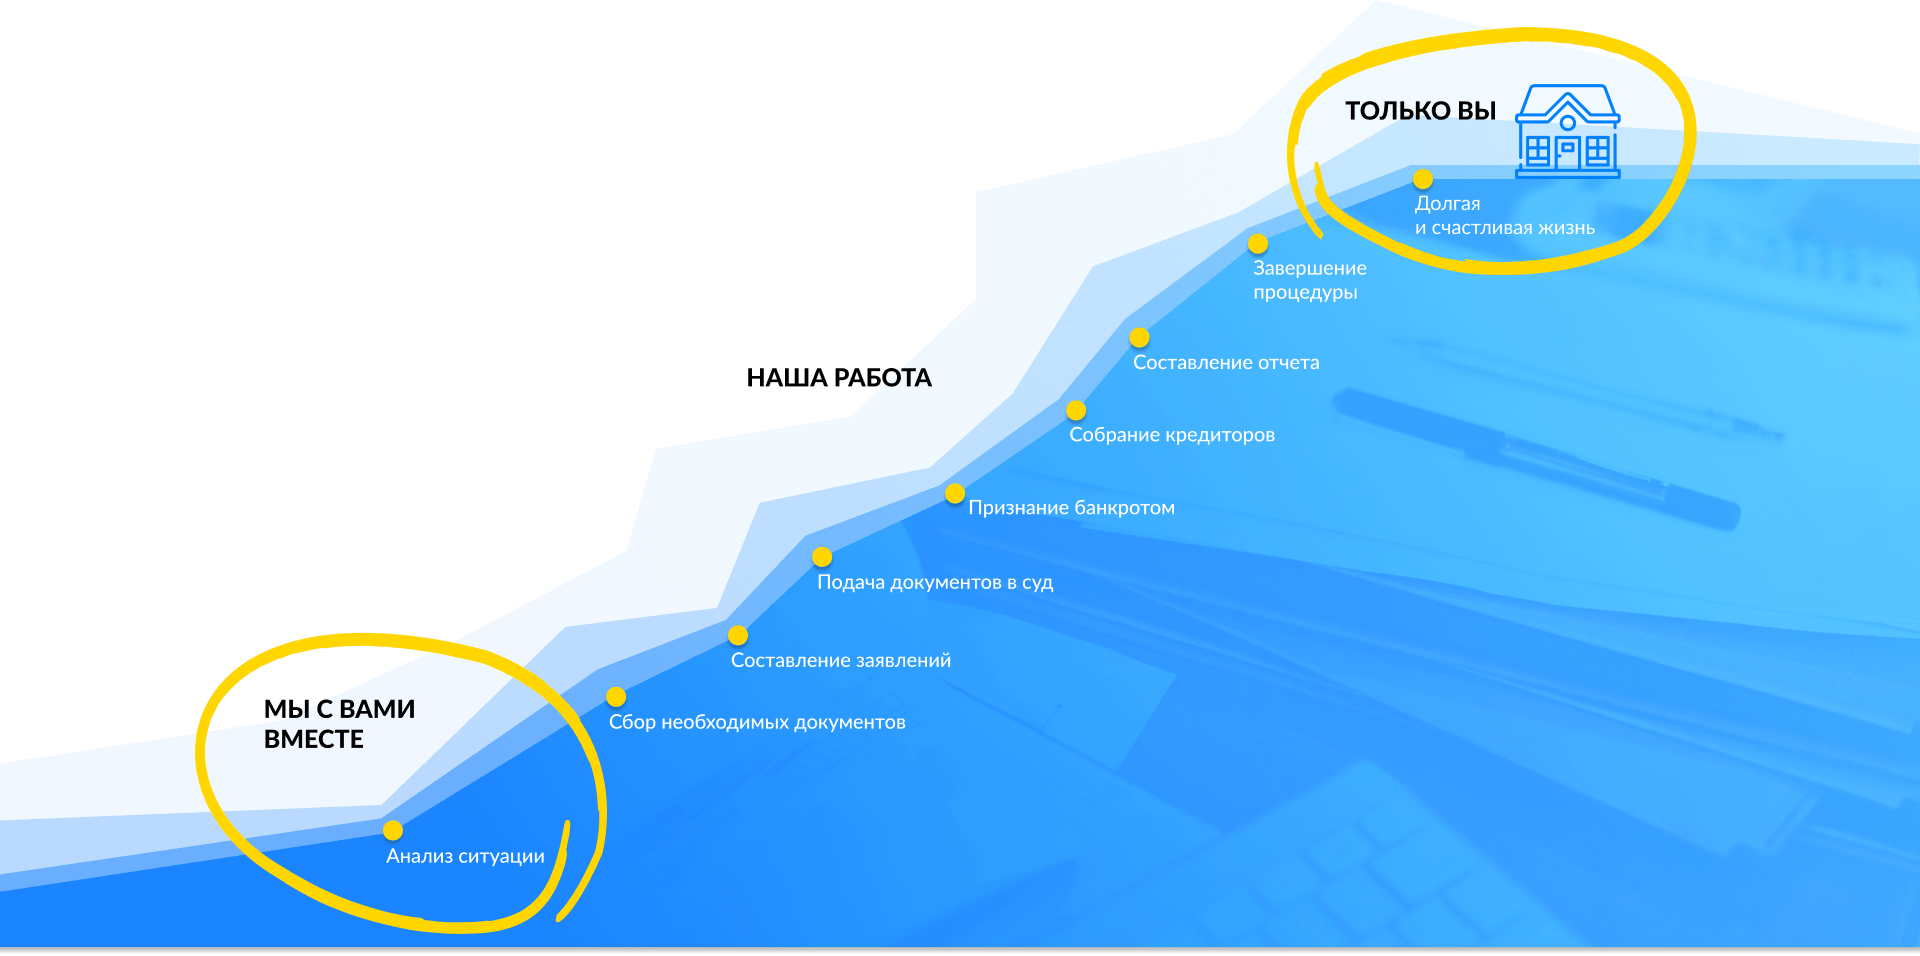 МЫ С ВАМИ
ВМЕСТЕ
Анализ ситуации
Сбор необходимых документов
Составление заявлений
Подача документов в суд
Признание банкротом
НАША РАБОТА
Собрание кредиторов
Составление отчета
Завершение
процедуры
ТОЛЬКО ВЫ
Долгая
и счастливая жизнь